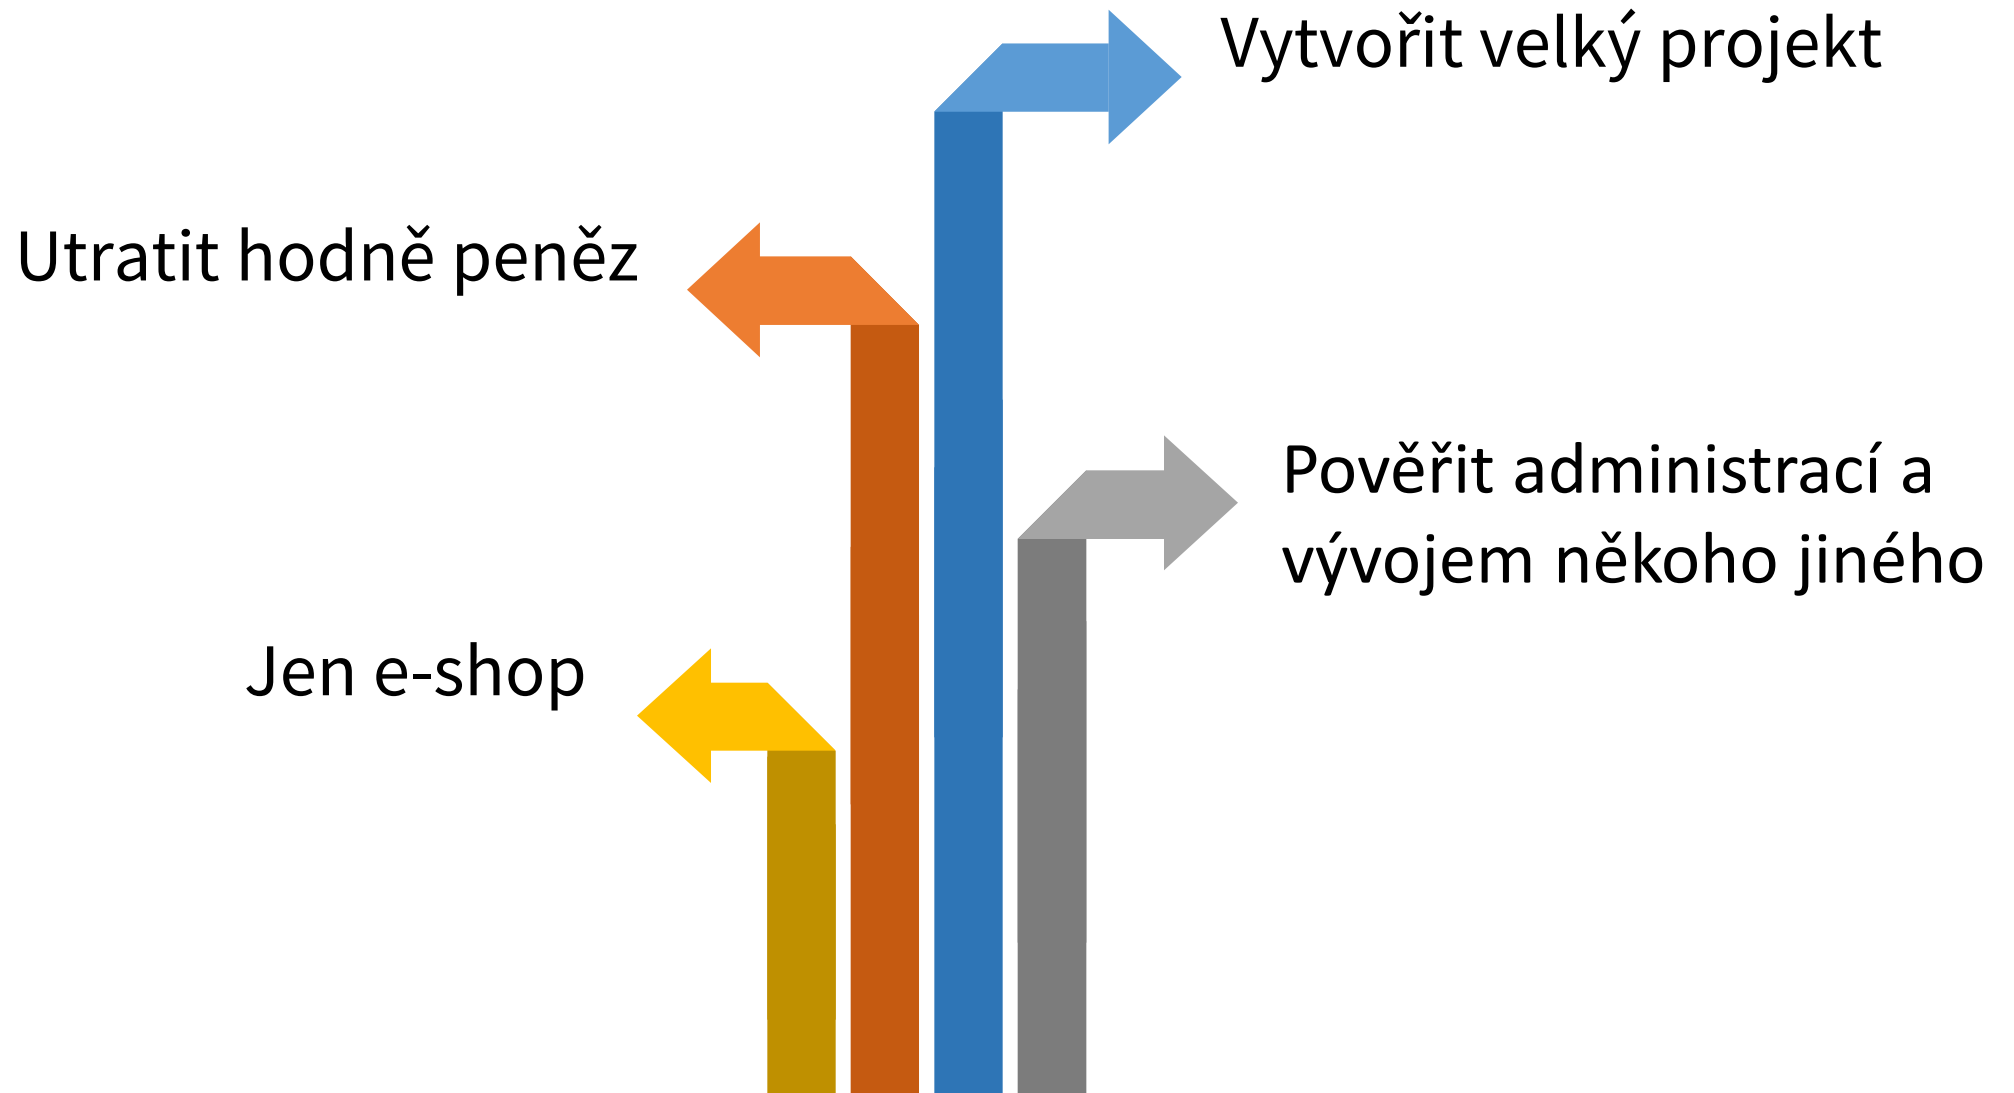 Vytvořit velký projekt
Utratit hodně peněz
Pověřit administrací a
vývojem někoho jiného
Jen e-shop